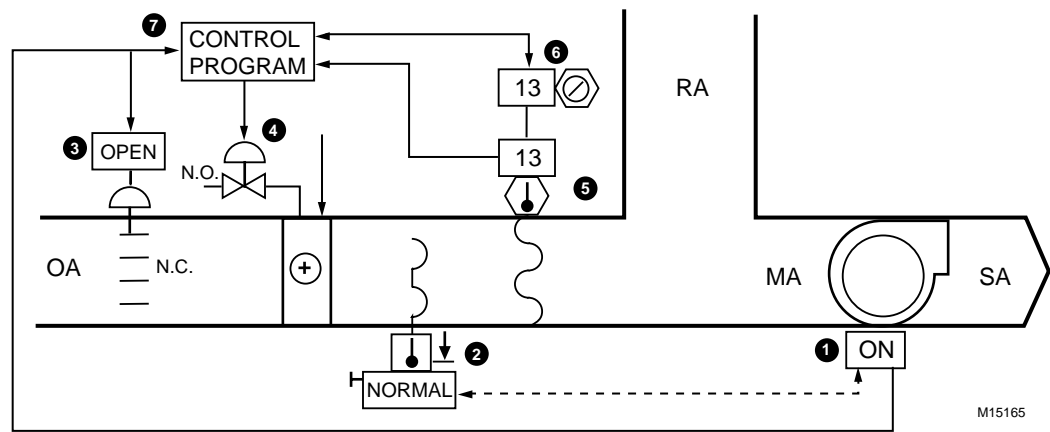 7
CONTROL
PROGRAM
6
13
RA
3
OPEN
4
N.O.
13
5
OA
N.C.
+
MA
SA
2
1
ON
NORMAL
M15165